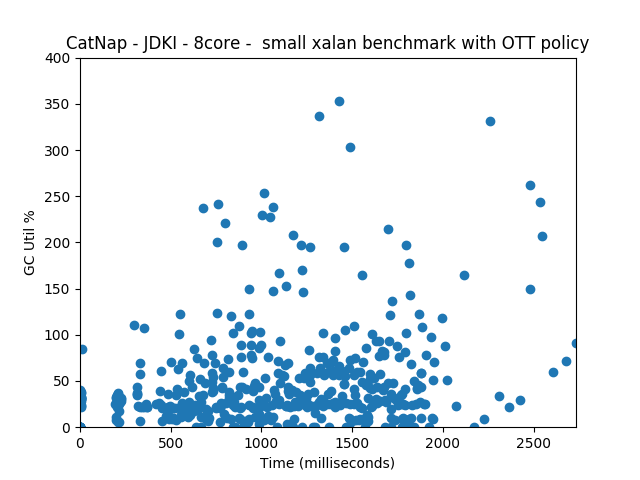 CatNap - JDKI - 8core -  small xalan benchmark with OTT policy
400
350
300
250
200
150
100
50
0
GC Util %
0 500 1000 1500 2000 2500
Time (milliseconds)